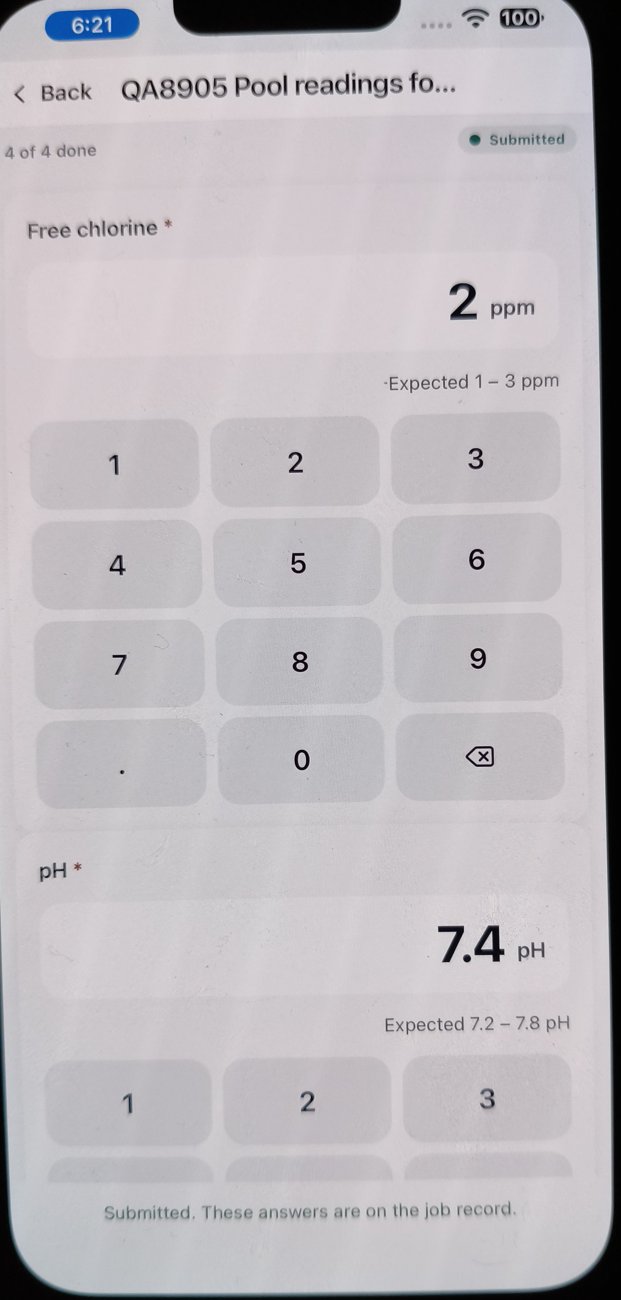 6:21
100
Back QA8905 Pool readings fo...
4 of 4 done
Submitted
Free chlorine *
2 ppm
Expected 1 – 3 ppm
1 2 3
4 5 6
7 8 9
. 0
pH *
7.4 pH
Expected 7.2 – 7.8 pH
1 2 3
Submitted. These answers are on the job record.